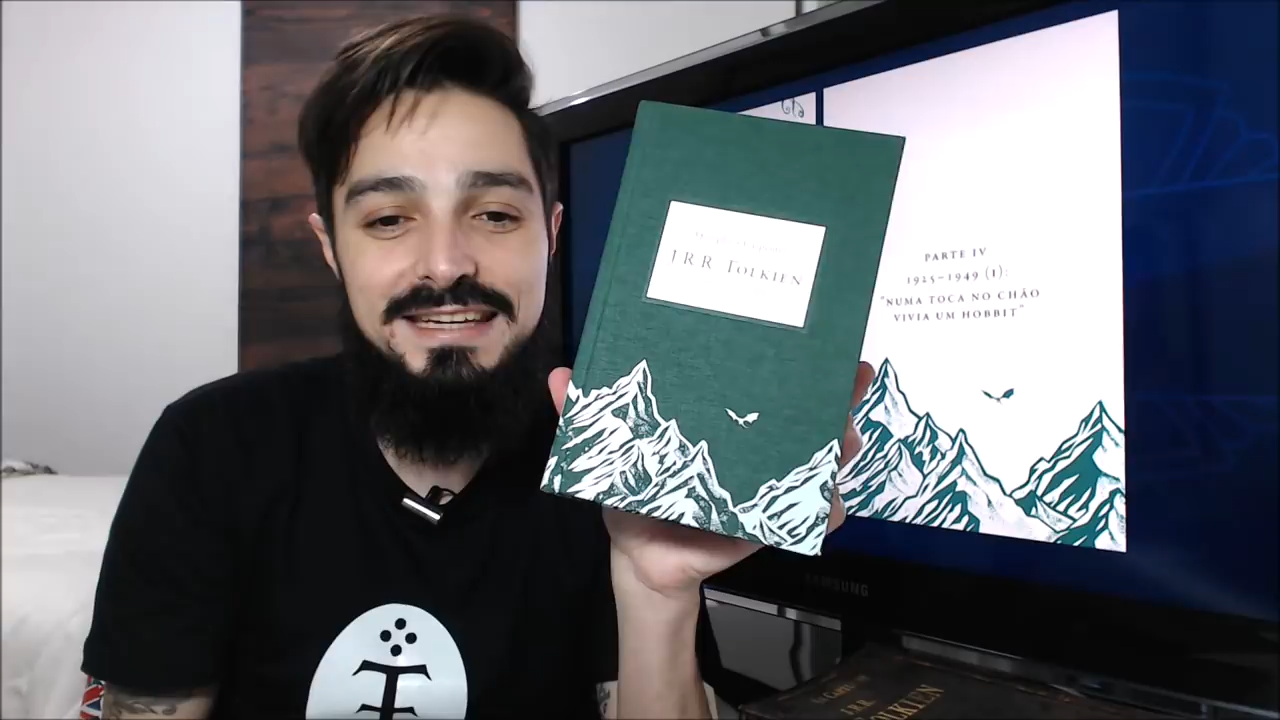 J.R.R. TOLKIEN
PARTE IV
1925–1949 (I):
"NUMA TOCA NO CHÃO
VIVIA UM HOBBIT"
SAMSUNG
J.R.R.
TOLKIEN